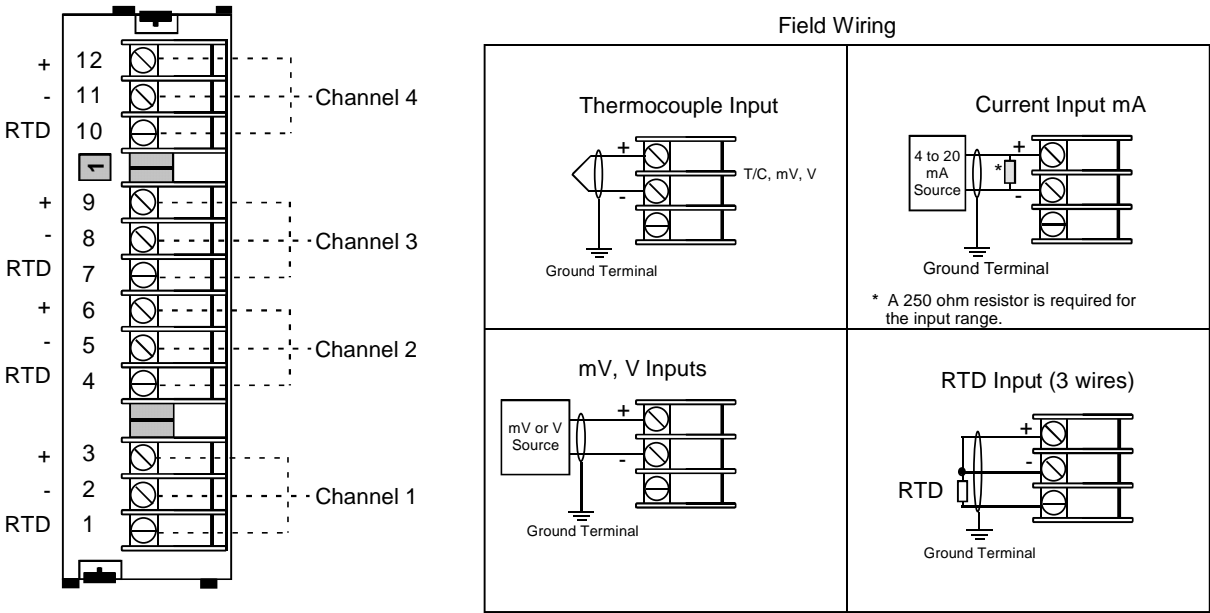 + 12
- 11 Channel 4
RTD 10
1
+ 9
- 8 Channel 3
RTD 7
+ 6
- 5 Channel 2
RTD 4
+ 3
- 2 Channel 1
RTD 1
Field Wiring
Thermocouple Input
+
T/C, mV, V
-
Ground Terminal
Current Input mA
4 to 20
mA
Source
+
*
-
Ground Terminal
* A 250 ohm resistor is required for
the input range.
mV, V Inputs
mV or V
Source
+
-
Ground Terminal
RTD Input (3 wires)
+
-
RTD
Ground Terminal